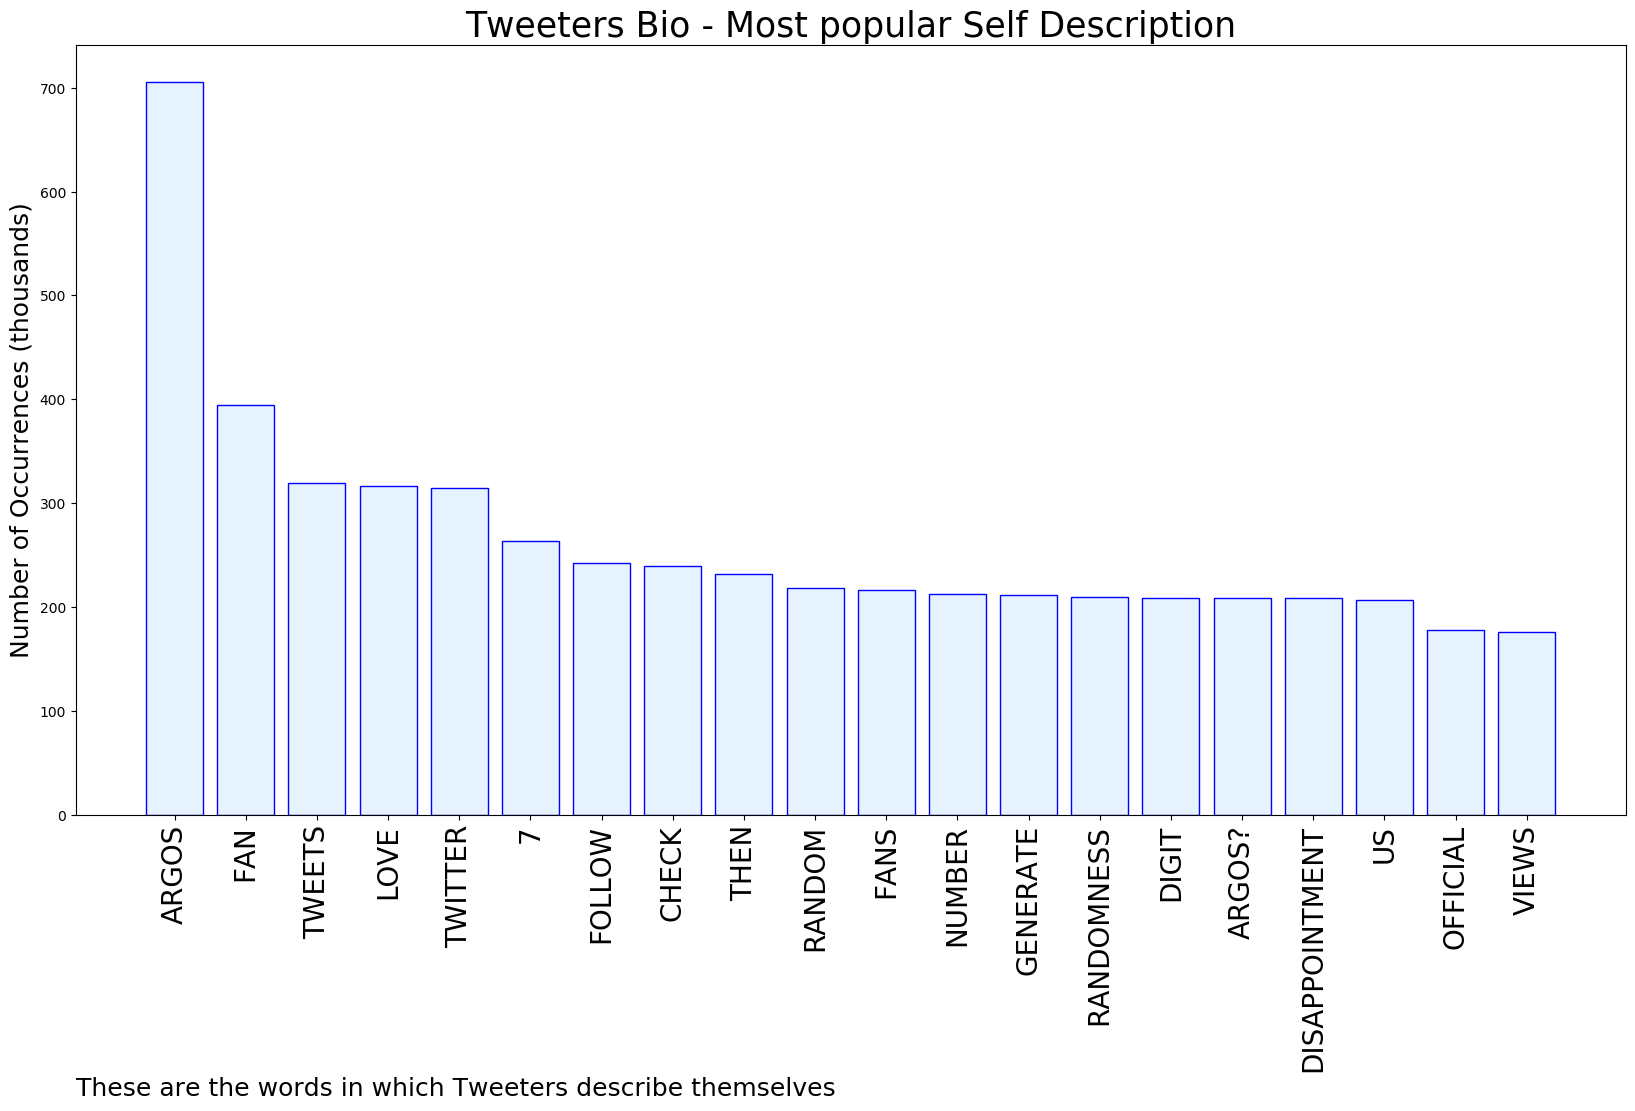 Tweeters Bio - Most popular Self Description
Number of Occurrences (thousands)
700
600
500
400
300
200
100
0
ARGOS
FAN
TWEETS
LOVE
TWITTER
7
FOLLOW
CHECK
THEN
RANDOM
FANS
NUMBER
GENERATE
RANDOMNESS
DIGIT
ARGOS?
DISAPPOINTMENT
US
OFFICIAL
VIEWS
These are the words in which Tweeters describe themselves